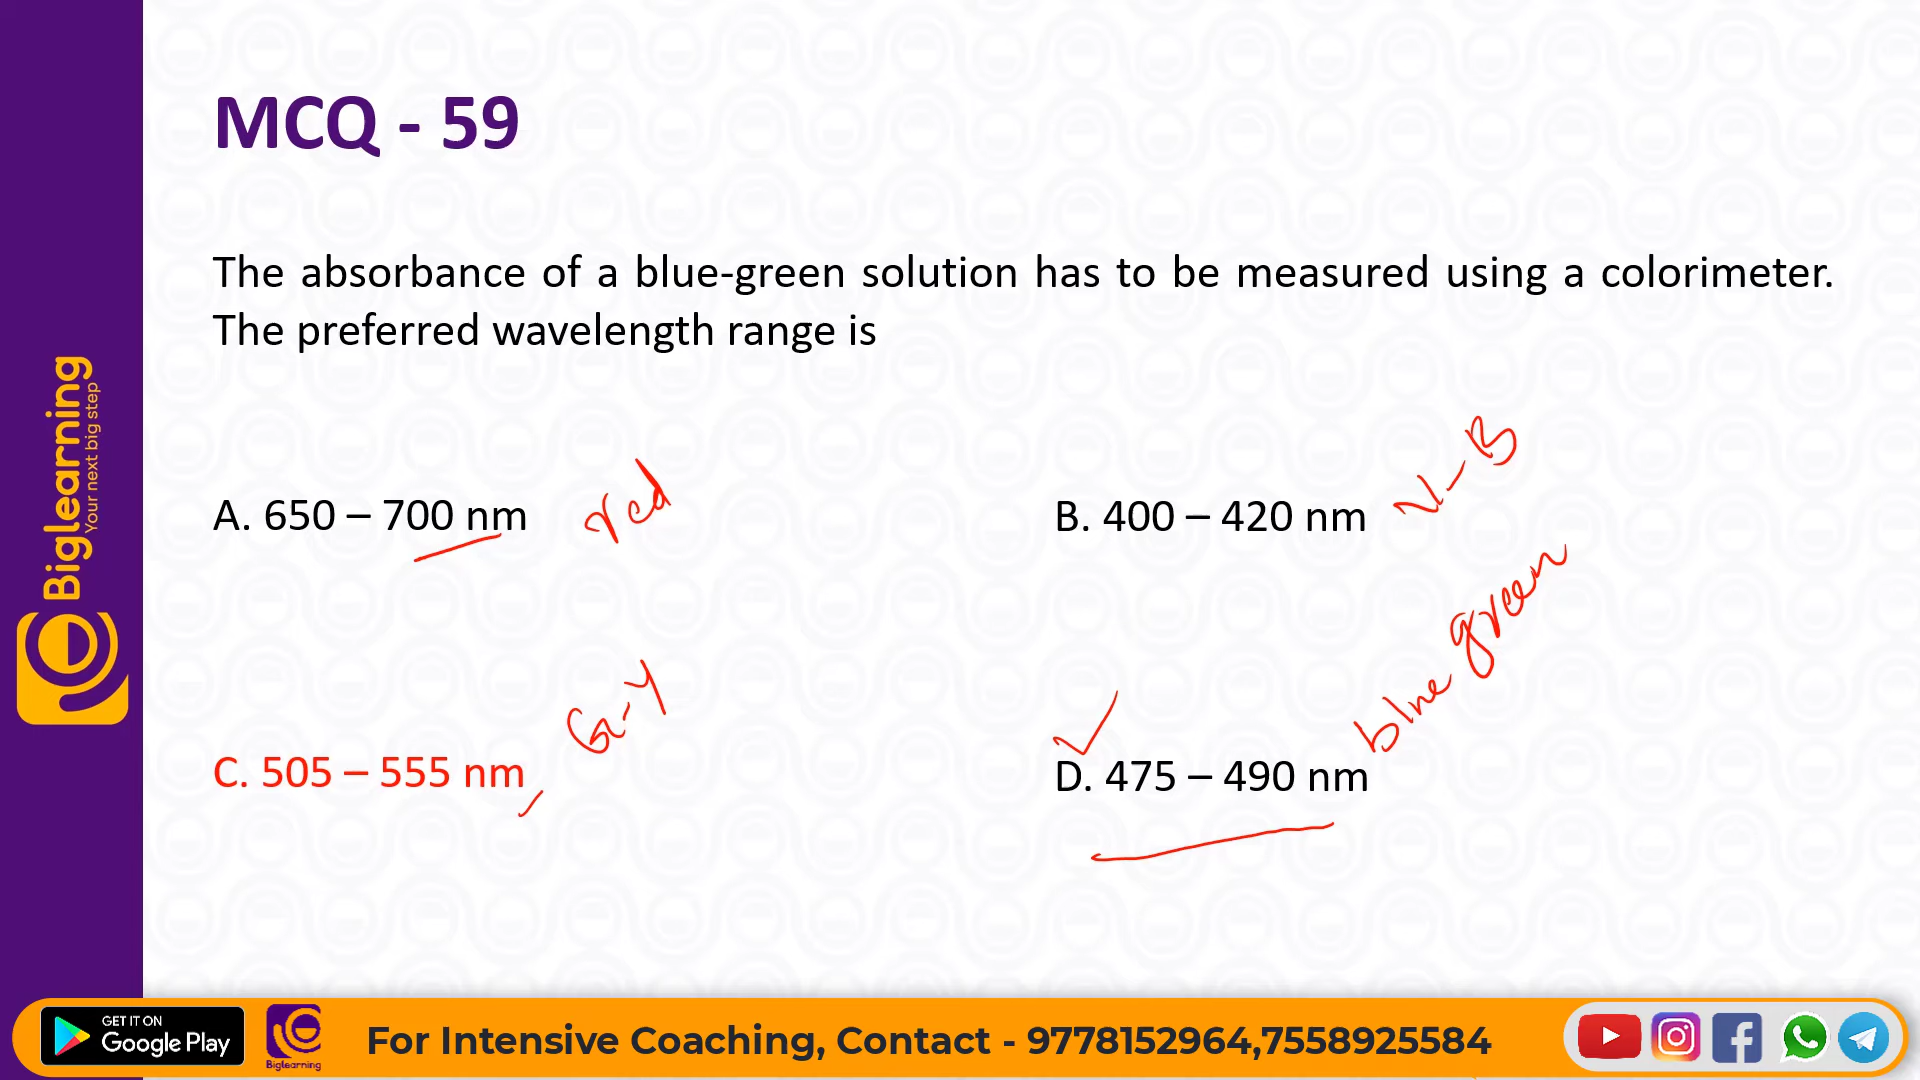 MCQ - 59
The absorbance of a blue-green solution has to be measured using a colorimeter.
The preferred wavelength range is
A. 650 – 700 nm
red
B. 400 – 420 nm
V-B
C. 505 – 555 nm
G-Y
D. 475 – 490 nm
blue green
Biglearning
Your next big step
GET IT ON
Google Play
Biglearning
For Intensive Coaching, Contact - 9778152964,7558925584